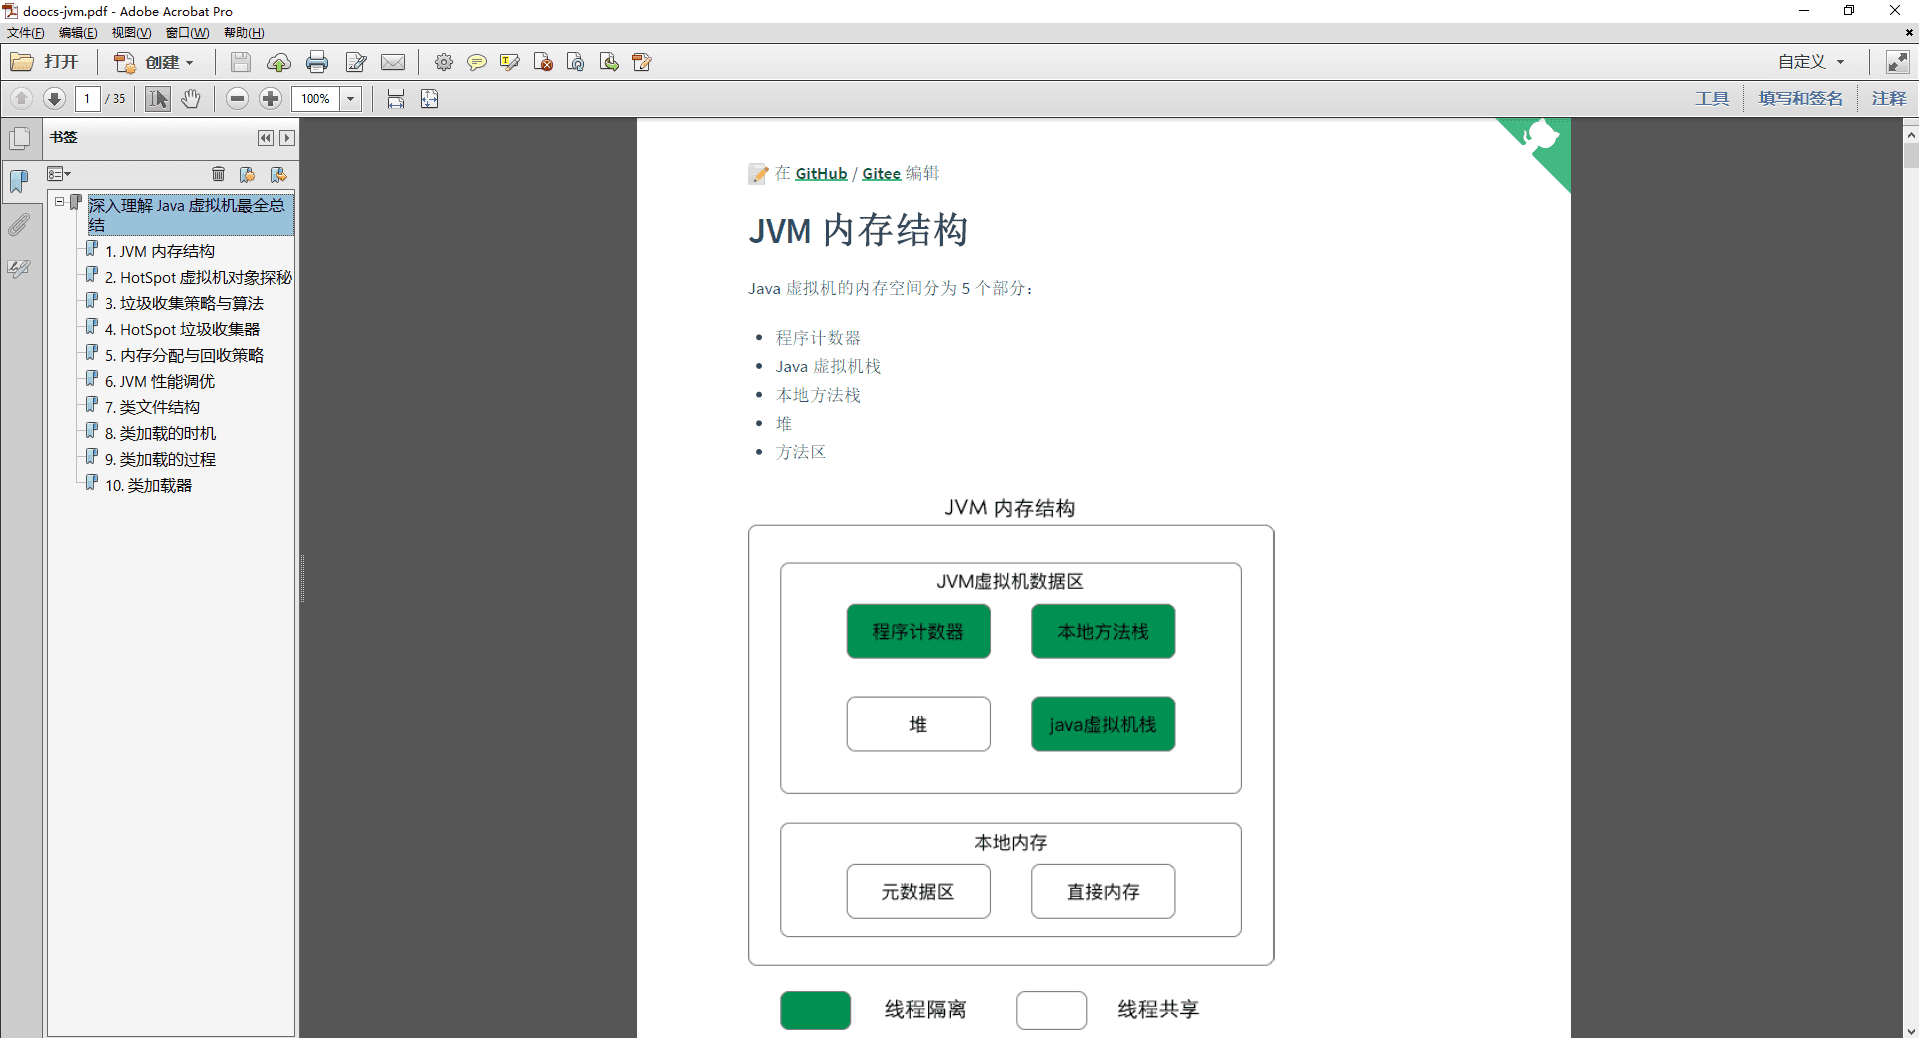 doocs-jvm.pdf - Adobe Acrobat Pro
文件(F) 编辑(E) 视图(V) 窗口(W) 帮助(H)
打开 创建 自定义
1 / 35 100% 工具 填写和签名 注释
书签
深入理解 Java 虚拟机最全总
结
1. JVM 内存结构
2. HotSpot 虚拟机对象探秘
3. 垃圾收集策略与算法
4. HotSpot 垃圾收集器
5. 内存分配与回收策略
6. JVM 性能调优
7. 类文件结构
8. 类加载的时机
9. 类加载的过程
10. 类加载器
在 GitHub / Gitee 编辑
JVM 内存结构
Java 虚拟机的内存空间分为 5 个部分：
程序计数器
Java 虚拟机栈
本地方法栈
堆
方法区
JVM 内存结构
JVM虚拟机数据区
程序计数器 本地方法栈
堆 java虚拟机栈
本地内存
元数据区 直接内存
线程隔离 线程共享